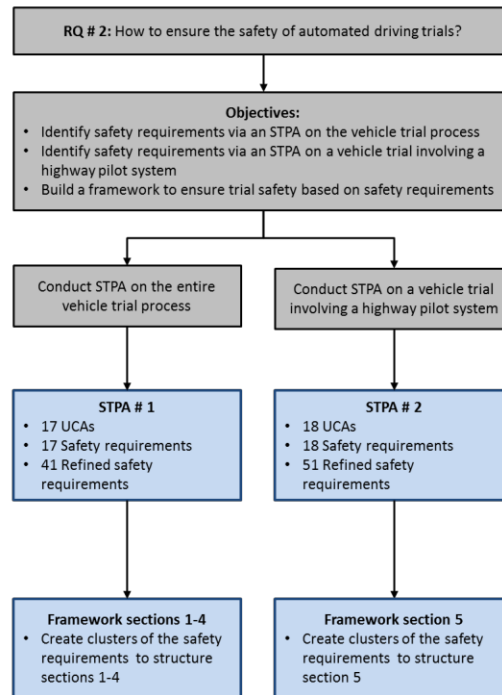 RQ # 2: How to ensure the safety of automated driving trials?
Objectives:
• Identify safety requirements via an STPA on the vehicle trial process
• Identify safety requirements via an STPA on a vehicle trial involving a
highway pilot system
• Build a framework to ensure trial safety based on safety requirements
Conduct STPA on the entire
vehicle trial process
Conduct STPA on a vehicle trial
involving a highway pilot system
STPA # 1
• 17 UCAs
• 17 Safety requirements
• 41 Refined safety
requirements
STPA # 2
• 18 UCAs
• 18 Safety requirements
• 51 Refined safety
requirements
Framework sections 1-4
• Create clusters of the safety
requirements to structure
sections 1-4
Framework section 5
• Create clusters of the safety
requirements to structure
section 5